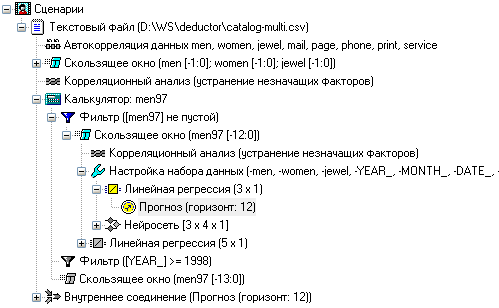 Сценарии
Текстовый файл (D:\WS\deductor\catalog-multi.csv)
Автокорреляция данных men, women, jewel, mail, page, phone, print, service
Скользящее окно (men [-1:0]; women [-1:0]; jewel [-1:0])
Корреляционный анализ (устранение незначащих факторов)
Калькулятор: men97
Фильтр ([men97] не пустой)
Скользящее окно (men97 [-12:0])
Корреляционный анализ (устранение незначащих факторов)
Настройка набора данных (-men, -women, -jewel, -YEAR_, -MONTH_, -DATE_, -
Линейная регрессия (3 x 1)
Прогноз (горизонт: 12)
Нейросеть [3 x 4 x 1]
Линейная регрессия (5 x 1)
Фильтр ([YEAR_] >= 1998)
Скользящее окно (men97 [-13:0])
Внутреннее соединение (Прогноз (горизонт: 12))